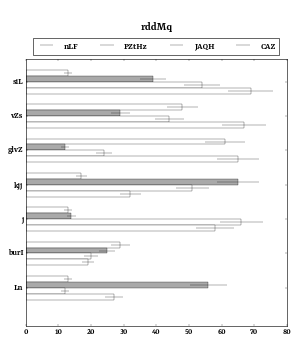 rddMq
nLF PZtHz JAQH CAZ
siL
vZs
glvZ
kjj
j
burI
Ln
0 10 20 30 40 50 60 70 80